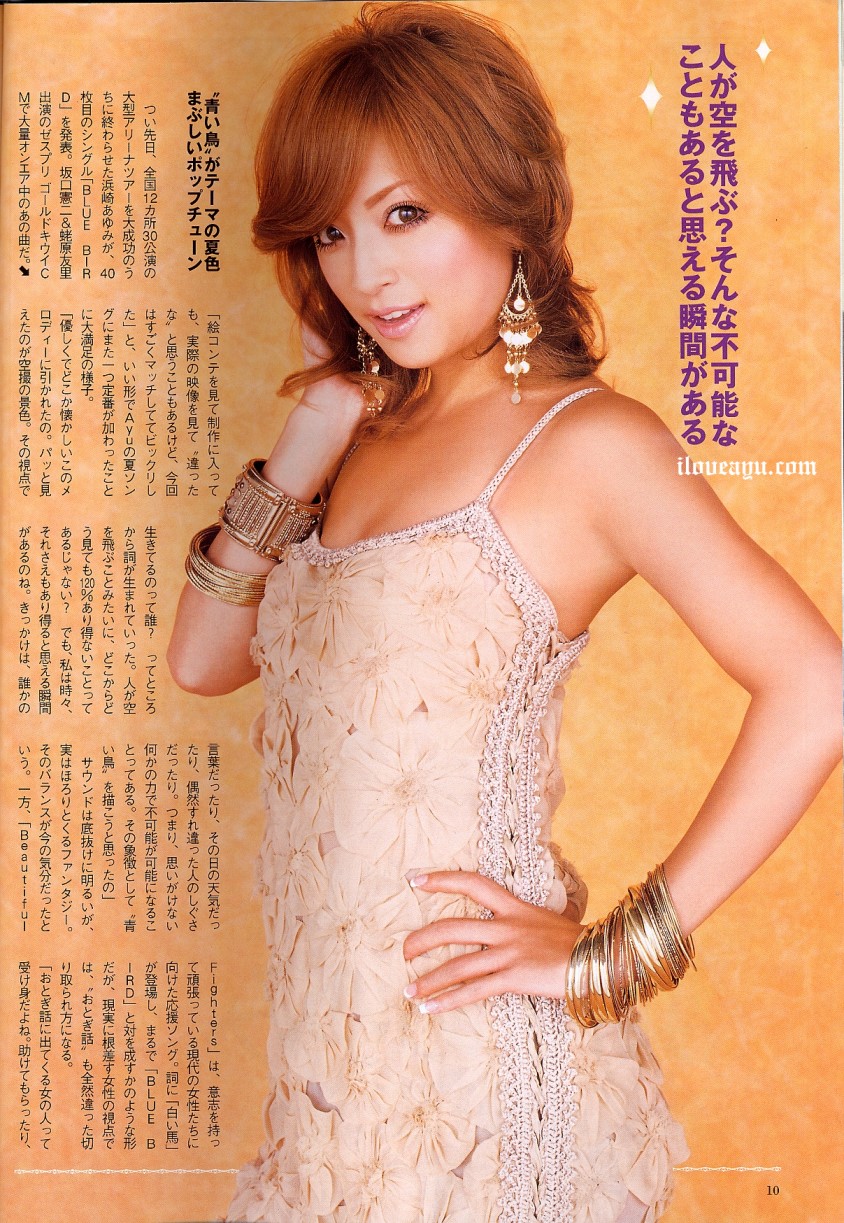 人が空を飛ぶ？そんな不可能な
こともあると思える瞬間がある
iloveayu.com
“青い鳥”がテーマの夏色
まぶしいポップチューン
つい先日、全国12カ所30公演の
大型アリーナツアーを大成功のう
ちに終わらせた浜崎あゆみが、40
枚目のシングル「BLUE BIR
D」を発表。坂口憲二＆蛯原友里
出演のゼスプリ ゴールドキウイC
Mで大量オンエア中のあの曲だ。
「絵コンテを見て制作に入って
も、実際の映像を見て“違った
な”と思うこともあるけど、今回
はすごくマッチしててビックリし
た」と、いい形でAyuの夏ソン
グにまた一つ定番が加わったこと
に大満足の様子。
「優しくてどこか懐かしいこのメ
ロディーに引かれたの。パッと見
えたのが空撮の景色。その視点で
生きてるのって誰？　ってところ
から詞が生まれていった。人が空
を飛ぶことみたいに、どこからど
う見ても120％あり得ないことって
あるじゃない？　でも、私は時々、
それさえもあり得ると思える瞬間
があるのね。きっかけは、誰かの
言葉だったり、その日の天気だっ
たり、偶然すれ違った人のしぐさ
だったり。つまり、思いがけない
何かの力で不可能が可能になるこ
とってある。その象徴として“青
い鳥”を描こうと思ったの」
サウンドは底抜けに明るいが、
実はほろりとくるファンタジー。
そのバランスが今の気分だったと
いう。一方、「Beautiful
Fighters」は、意志を持っ
て頑張っている現代の女性たちに
向けた応援ソング。詞に「白い馬」
が登場し、まるで「BLUE B
IRD」と対を成すかのような形
だが、現実に根差す女性の視点で
は、“おとぎ話”も全然違った切
り取られ方になる。
「おとぎ話に出てくる女の人って
受け身だよね。助けてもらったり、
10